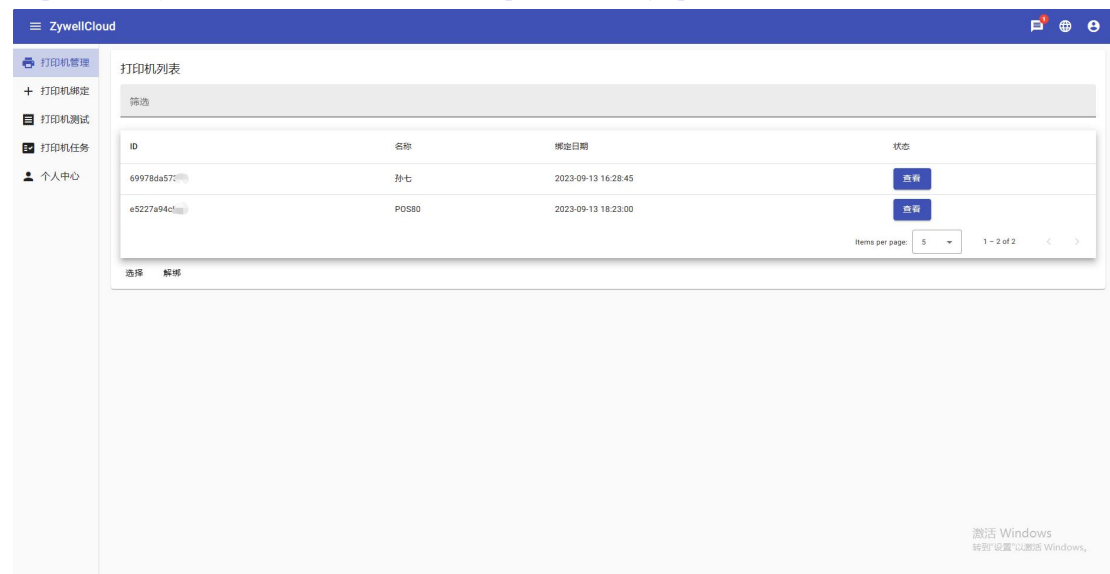 ZywellCloud
1
打印机管理
打印机绑定
打印机测试
打印机任务
个人中心
打印机列表
筛选
ID 名称 绑定日期 状态
69978da57 孙七 2023-09-13 16:28:45 查看
e5227a94c POS80 2023-09-13 18:23:00 查看
Items per page: 5 1 – 2 of 2
选择 解绑
激活 Windows
转到"设置"以激活 Windows。